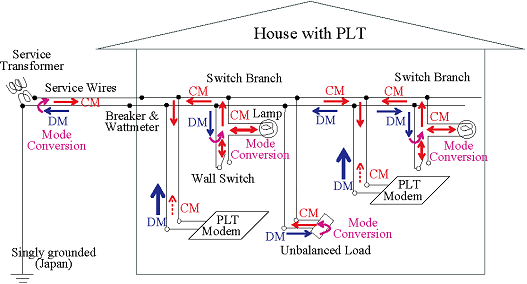 House with PLT
Service
Transformer
Service Wires
CM
DM
Mode
Conversion
Breaker &
Wattmeter
Switch Branch
CM
CM
DM
Lamp
CM
Mode
Conversion
CM
Wall Switch
DM
CM
PLT
Modem
Switch Branch
CM
CM
DM
DM
CM
CM
CM
Mode
Conversion
DM
CM
PLT
Modem
CM
DM
Mode
Conversion
Unbalanced Load
Singly grounded
(Japan)